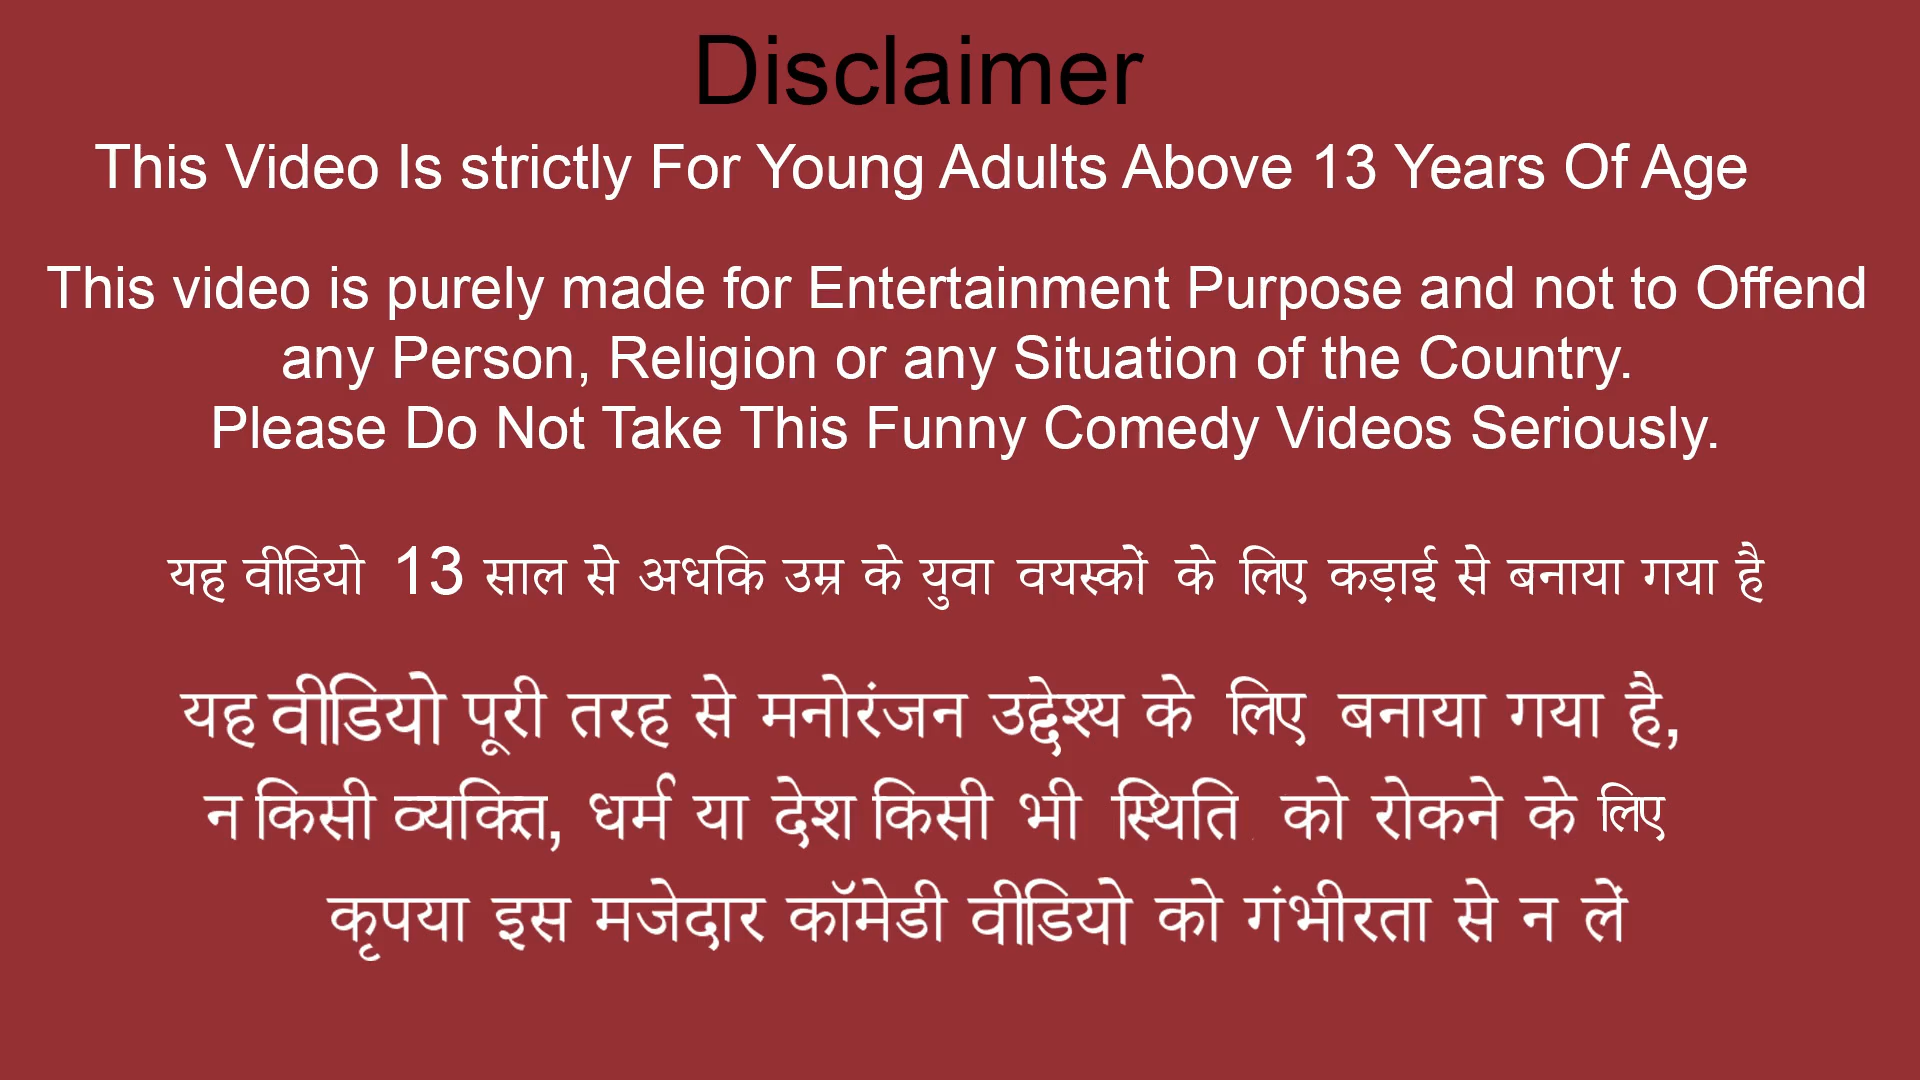 Disclaimer
This Video Is strictly For Young Adults Above 13 Years Of Age
This video is purely made for Entertainment Purpose and not to Offend
any Person, Religion or any Situation of the Country.
Please Do Not Take This Funny Comedy Videos Seriously.
यह वीडियो 13 साल से अधकि उम्र के युवा वयस्कों के लिए कड़ाई से बनाया गया है
यह वीडियो पूरी तरह से मनोरंजन उद्देश्य के लिए बनाया गया है,
न किसी व्यक्ति, धर्म या देश किसी भी स्थिति को रोकने के लिए
कृपया इस मजेदार कॉमेडी वीडियो को गंभीरता से न लें